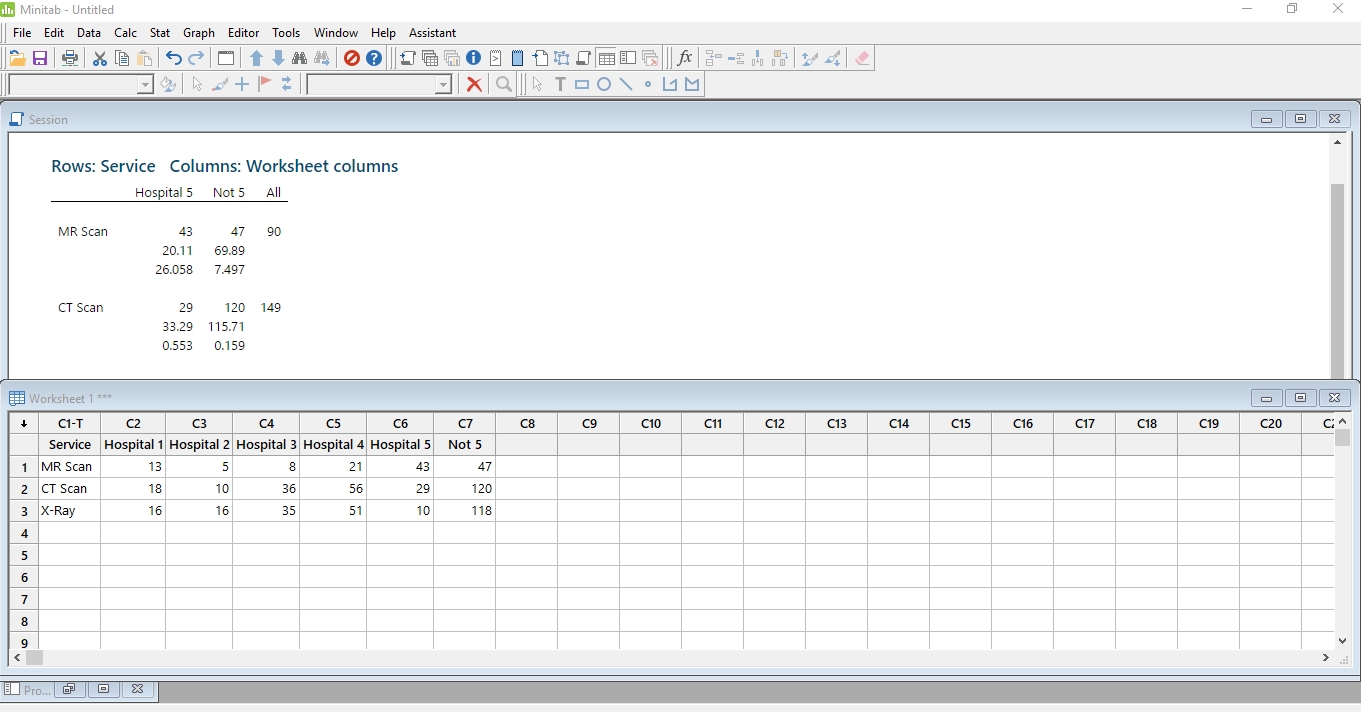 Minitab - Untitled
File Edit Data Calc Stat Graph Editor Tools Window Help Assistant
Session
Rows: Service Columns: Worksheet columns
Hospital 5 Not 5 All
MR Scan 43 47 90
20.11 69.89
26.058 7.497
CT Scan 29 120 149
33.29 115.71
0.553 0.159
Worksheet 1 ***
C1-T C2 C3 C4 C5 C6 C7 C8 C9 C10 C11 C12 C13 C14 C15 C16 C17 C18 C19 C20
Service Hospital 1 Hospital 2 Hospital 3 Hospital 4 Hospital 5 Not 5
1 MR Scan 13 5 8 21 43 47
2 CT Scan 18 10 36 56 29 120
3 X-Ray 16 16 35 51 10 118
4
5
6
7
8
9
Pro...